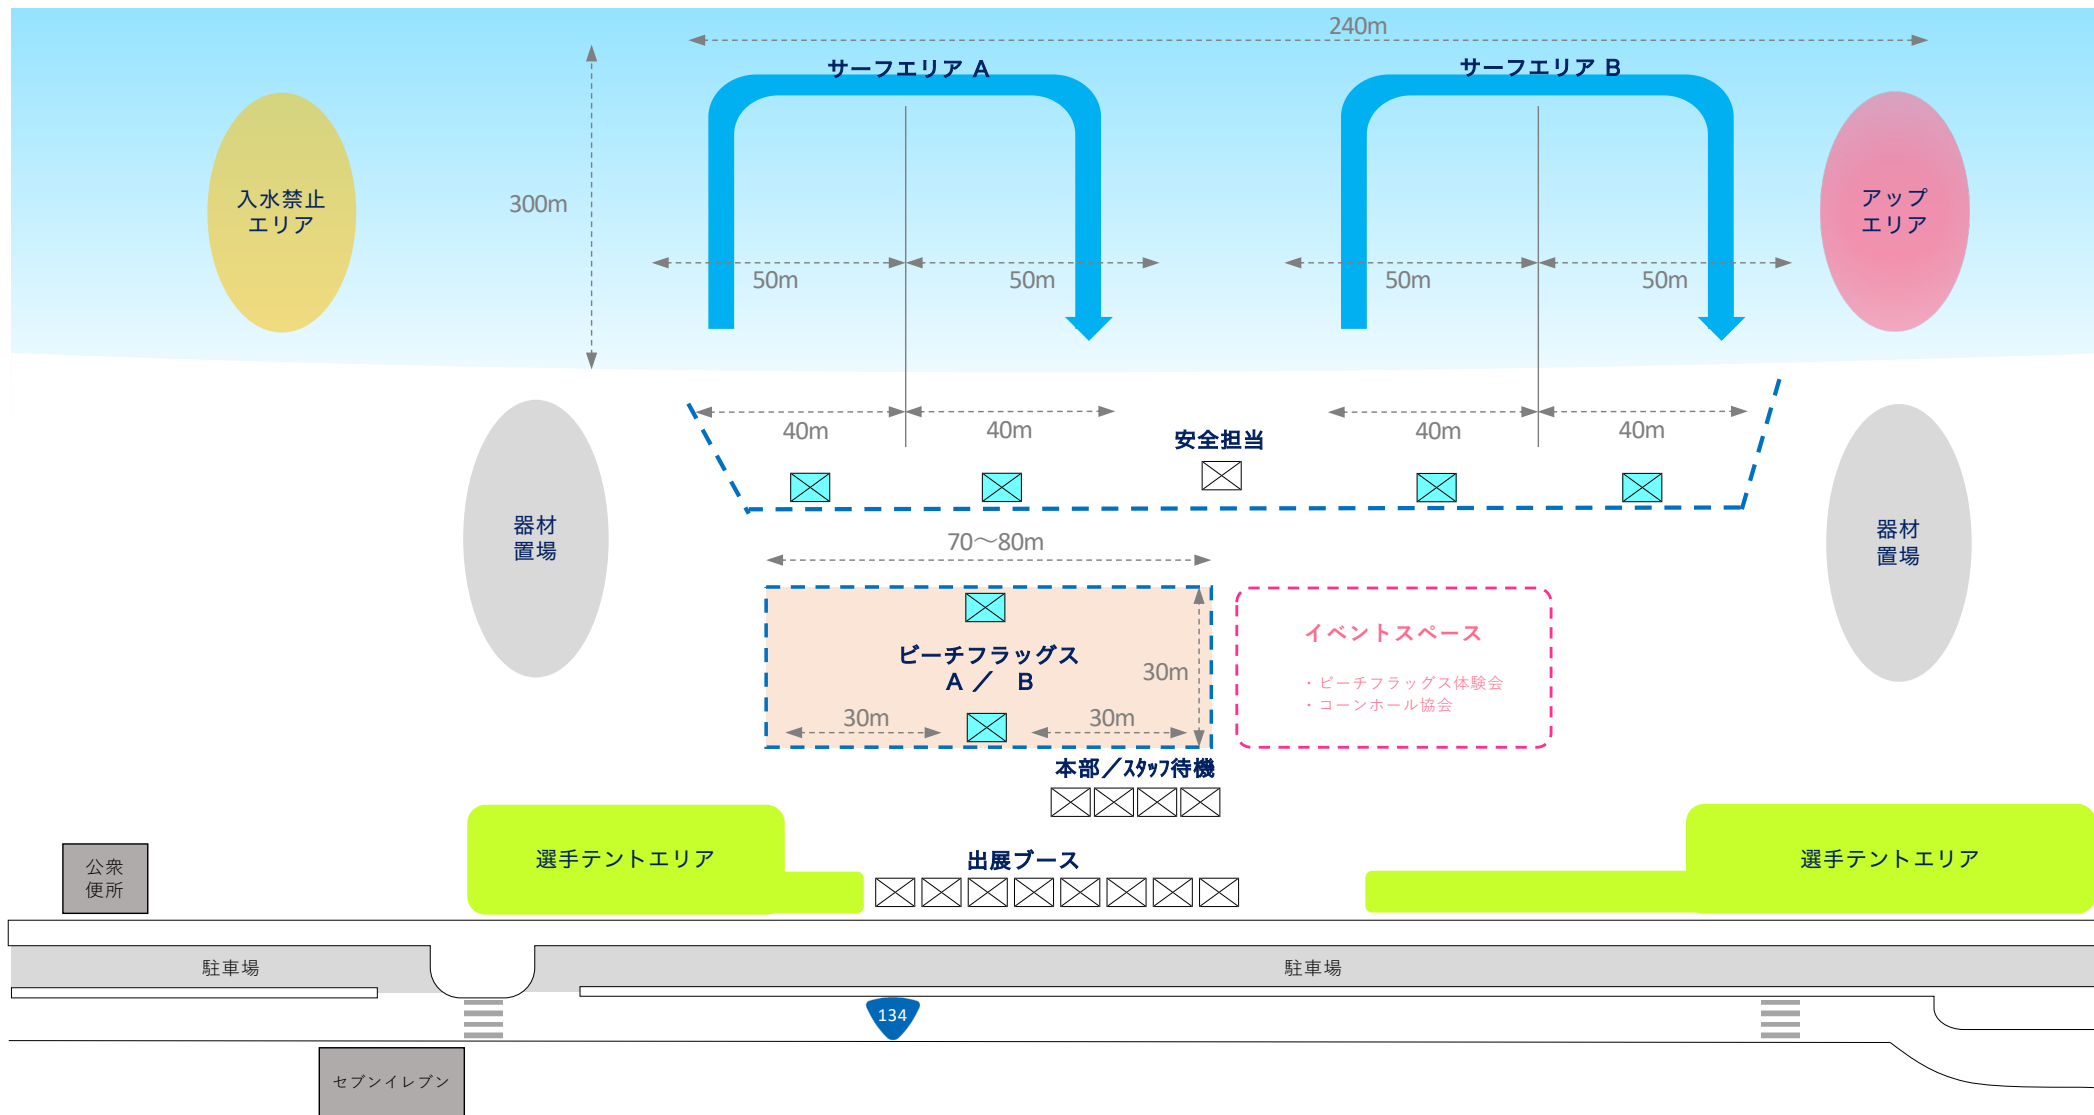 240m
サーフエリア A
サーフエリア B
入水禁止
エリア
アップ
エリア
300m
50m
50m
50m
50m
40m
40m
40m
40m
安全担当
器材
置場
器材
置場
70～80m
ビーチフラッグス
A ／ B
30m
30m
30m
イベントスペース
・ビーチフラッグス体験会
・コーンホール協会
本部／ｽﾀｯﾌ待機
選手テントエリア
出展ブース
選手テントエリア
公衆
便所
駐車場
駐車場
134
セブンイレブン